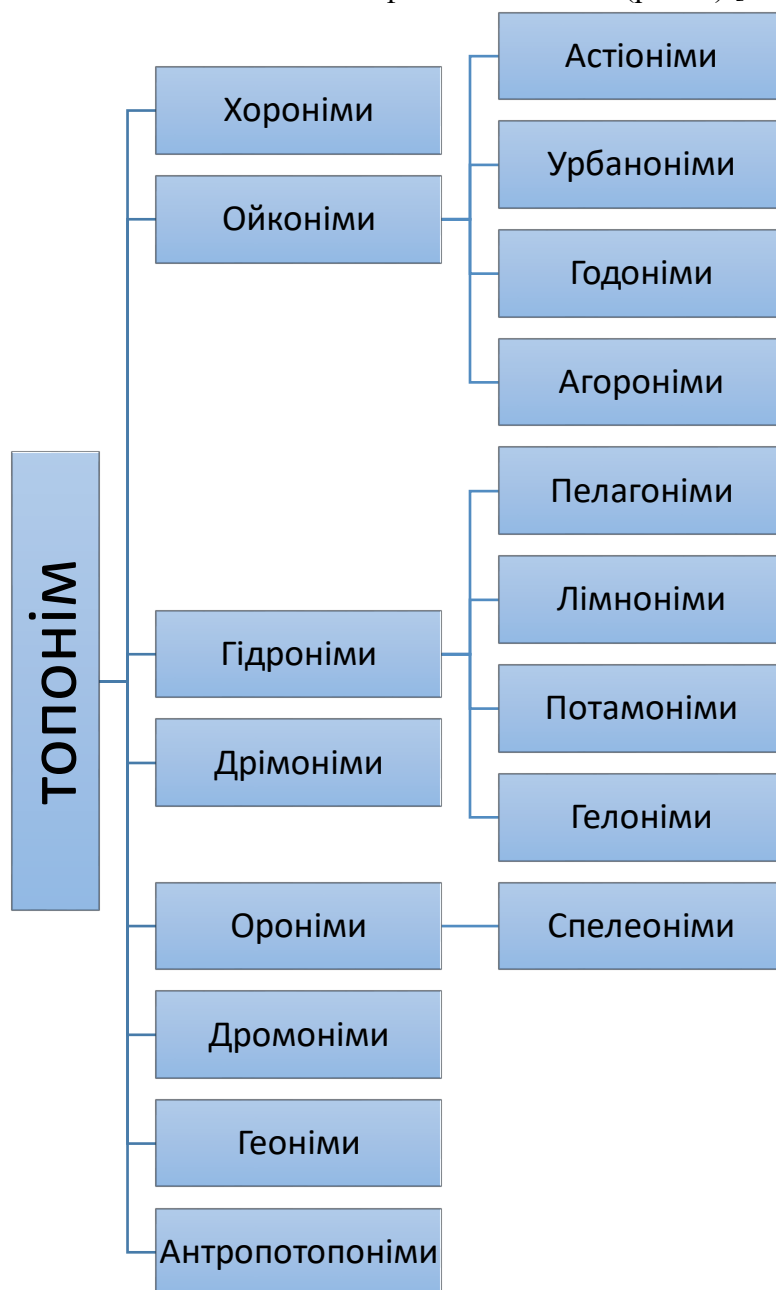 Хороніми
Ойконіми
Астіоніми
Урбаноніми
Годоніми
Агороніми
топонім
Гідроніми
Пелагоніми
Лімноніми
Потамоніми
Гелоніми
Дрімоніми
Ороніми
Спелеоніми
Дромоніми
Геоніми
Антропотопоніми